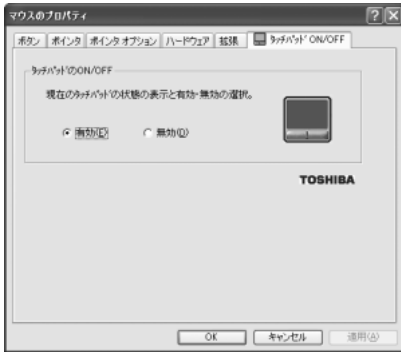 マウスのプロパティ
ボタン ポインタ ポインタ オプション ハードウェア 拡張 タッチパッド ON/OFF
タッチパッドのON/OFF
現在のタッチパッドの状態の表示と有効・無効の選択。
有効(E) 無効(D)
TOSHIBA
OK キャンセル 適用(A)